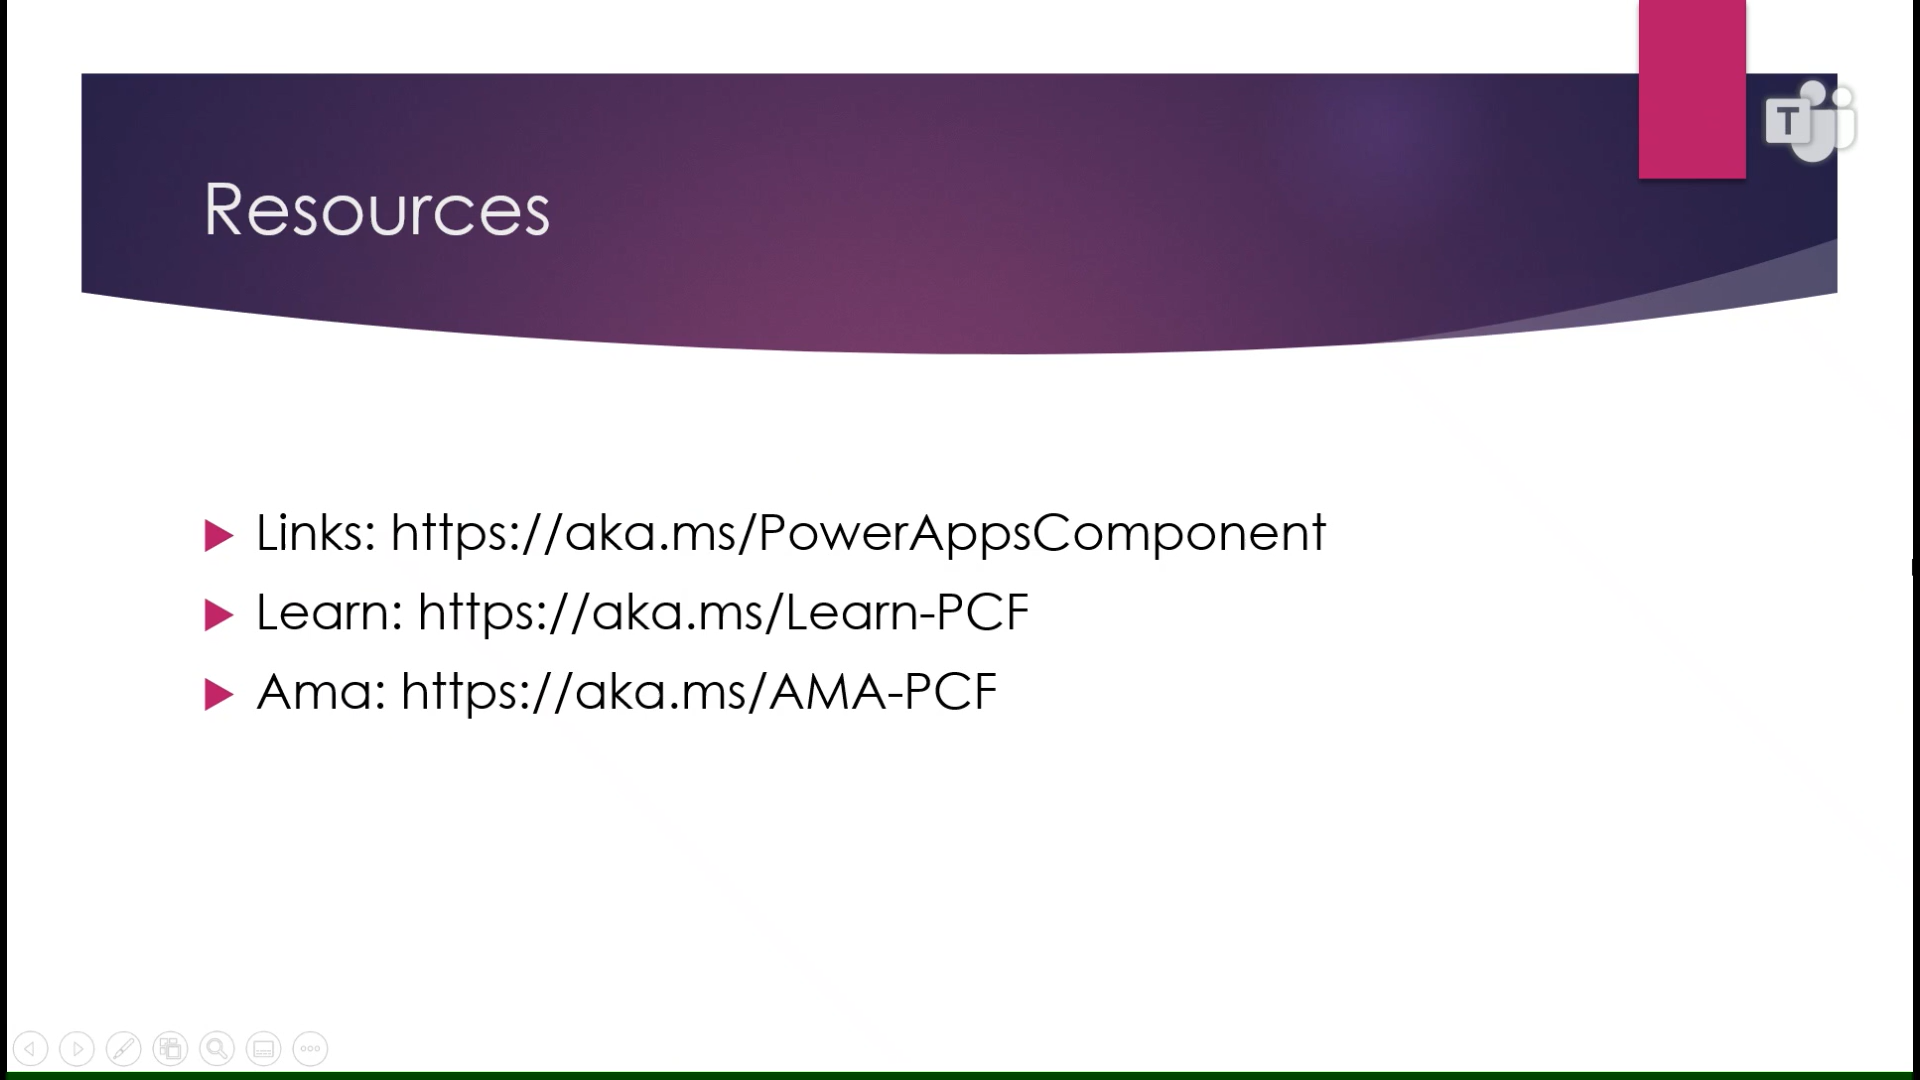 T
Resources
Links: https://aka.ms/PowerAppsComponent
Learn: https://aka.ms/Learn-PCF
Ama: https://aka.ms/AMA-PCF